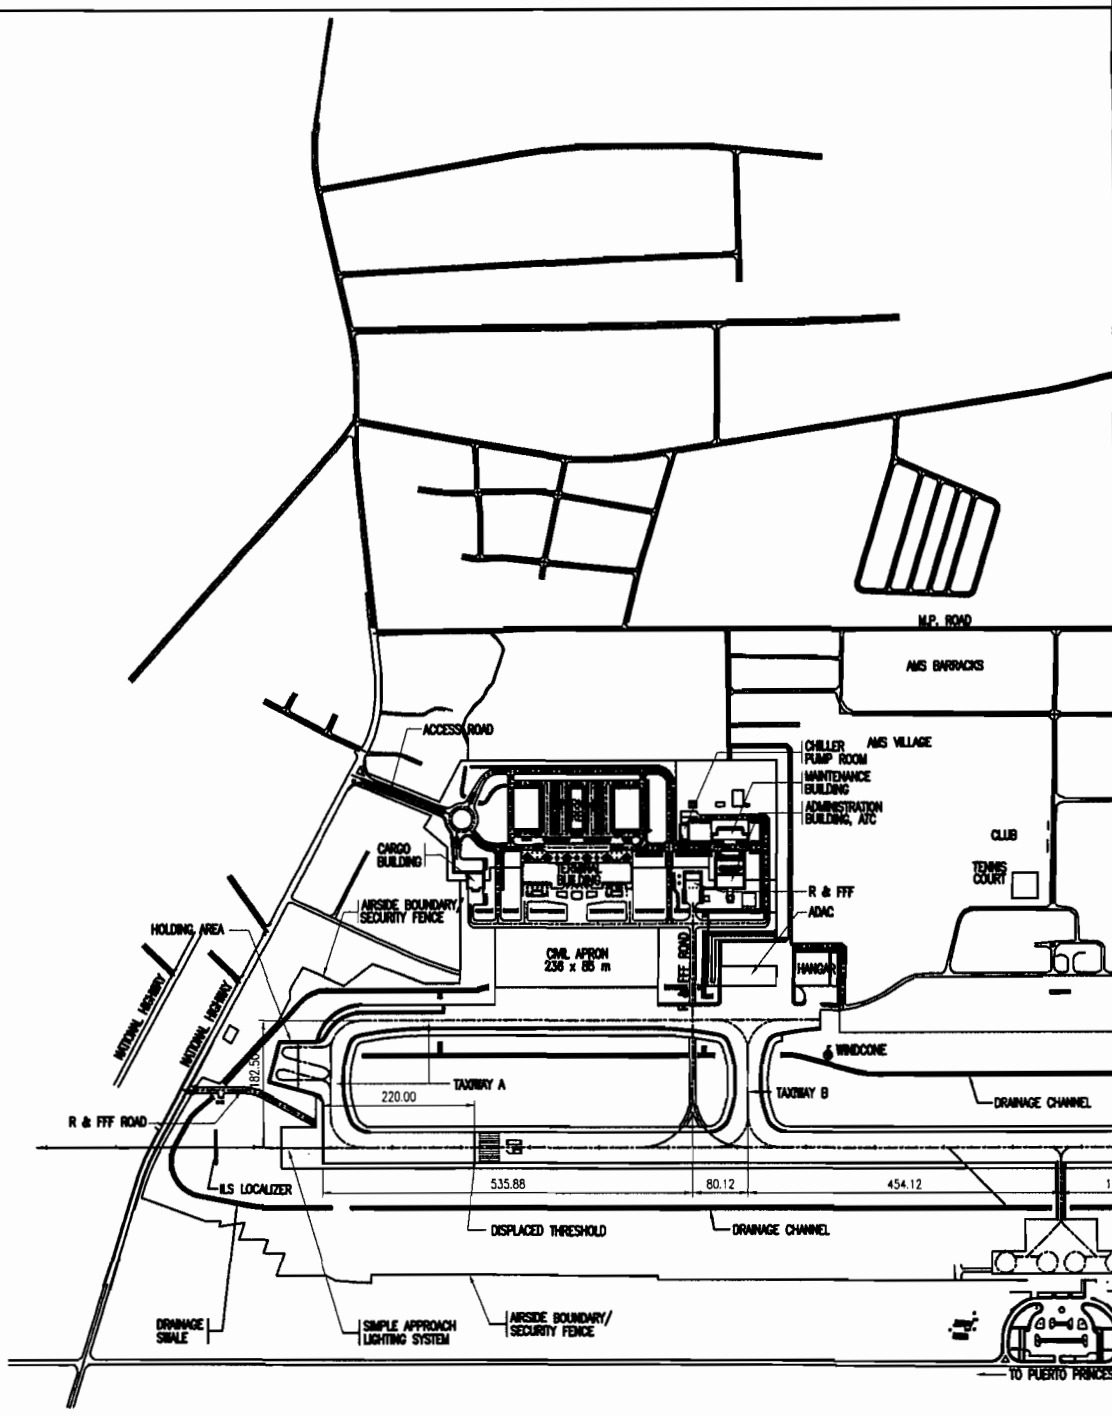 M.P. ROAD
AMS BARRACKS
ACCESS ROAD
CHILLER
PUMP ROOM
AMS VILLAGE
MAINTENANCE
BUILDING
ADMINISTRATION
BUILDING, ATC
CLUB
CARGO
BUILDING
TERMINAL
BUILDING
TENNIS
COURT
R & FFF
AIRSIDE BOUNDARY/
SECURITY FENCE
ADAC
HOLDING AREA
CIVIL APRON
236 x 85 m
R & FFF ROAD
HANGAR
NATIONAL HIGHWAY
NATIONAL HIGHWAY
182.50
WINDCONE
TAXIWAY A
TAXIWAY B
220.00
DRAINAGE CHANNEL
R & FFF ROAD
ILS LOCALIZER
535.88
80.12
454.12
1
DISPLACED THRESHOLD
DRAINAGE CHANNEL
DRAINAGE
SWALE
SIMPLE APPROACH
LIGHTING SYSTEM
AIRSIDE BOUNDARY/
SECURITY FENCE
TO PUERTO PRINCES